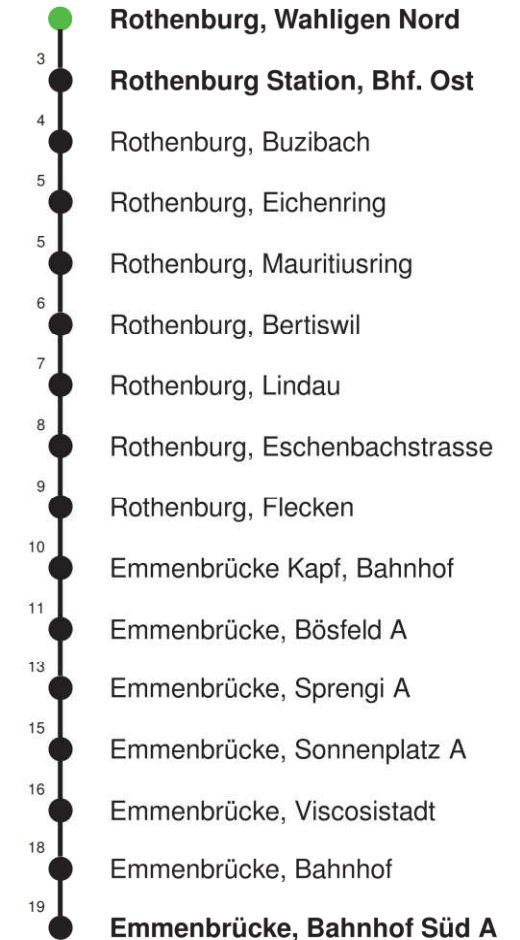 Rothenburg, Wahligen Nord
3
Rothenburg Station, Bhf. Ost
4
Rothenburg, Buzibach
5
Rothenburg, Eichenring
5
Rothenburg, Mauritiusring
6
Rothenburg, Bertiswil
7
Rothenburg, Lindau
8
Rothenburg, Eschenbachstrasse
9
Rothenburg, Flecken
10
Emmenbrücke Kapf, Bahnhof
11
Emmenbrücke, Bösfeld A
13
Emmenbrücke, Sprengi A
15
Emmenbrücke, Sonnenplatz A
16
Emmenbrücke, Viscosistadt
18
Emmenbrücke, Bahnhof
19
Emmenbrücke, Bahnhof Süd A